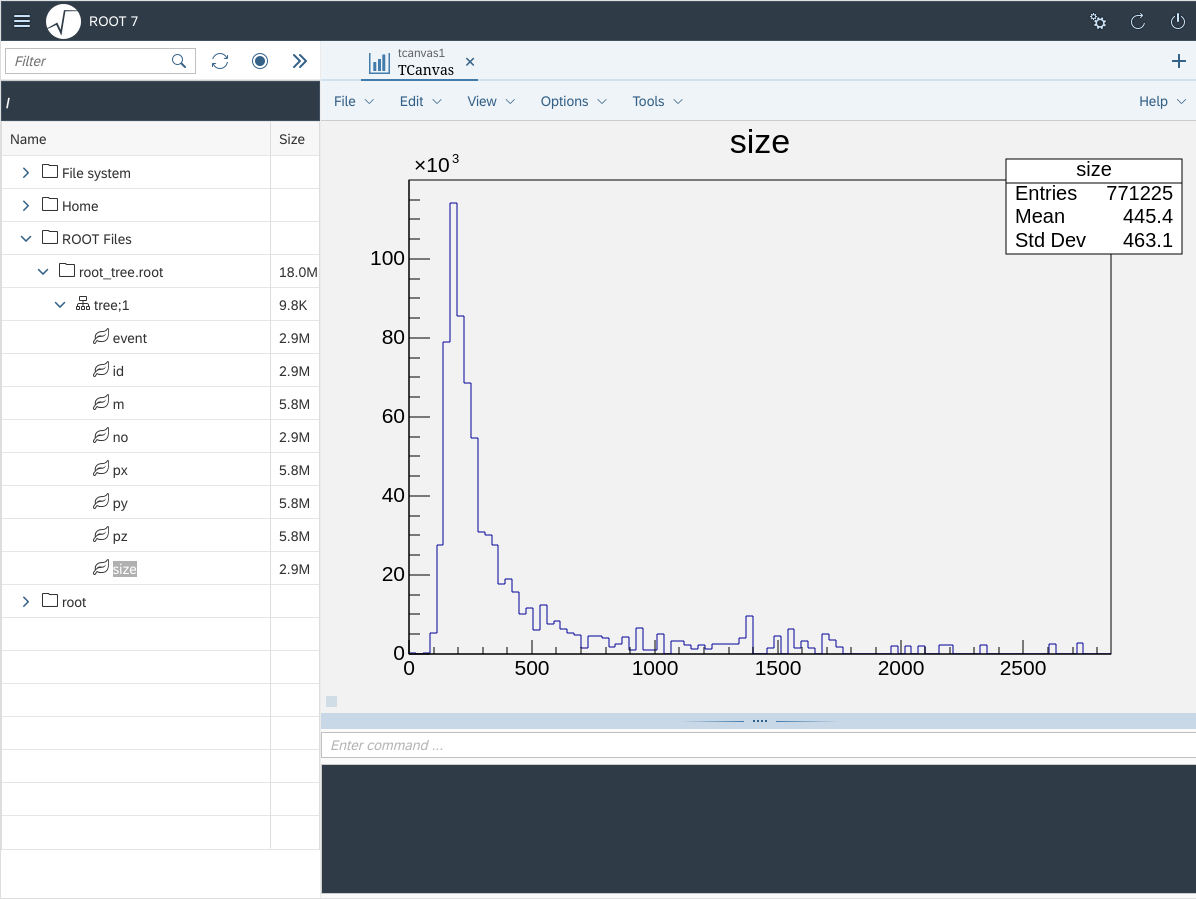 ROOT 7
Filter
tcanvas1
TCanvas
/
File Edit View Options Tools Help
Name Size
File system
Home
ROOT Files
root_tree.root 18.0M
tree;1 9.8K
event 2.9M
id 2.9M
m 5.8M
no 2.9M
px 5.8M
py 5.8M
pz 5.8M
size 2.9M
root
size
×10³
size
Entries 771225
Mean 445.4
Std Dev 463.1
100
80
60
40
20
0
0 500 1000 1500 2000 2500
Enter command ...